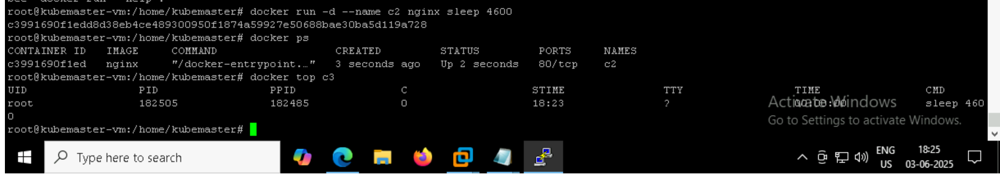 root@kubemaster-vm:/home/kubemaster# docker run -d --name c2 nginx sleep 4600
c3991690f1edd8d38eb4ce489300950f1874a59927e50688bae30ba5d119a728
root@kubemaster-vm:/home/kubemaster# docker ps
CONTAINER ID IMAGE COMMAND CREATED STATUS PORTS NAMES
c3991690f1ed nginx "/docker-entrypoint.…" 3 seconds ago Up 2 seconds 80/tcp c2
root@kubemaster-vm:/home/kubemaster# docker top c3
UID PID PPID C STIME TTY TIME CMD
root 182505 182485 0 18:23 ? 00:00:00 sleep 460
0
Activate Windows
Go to Settings to activate Windows.
root@kubemaster-vm:/home/kubemaster#
Type here to search
ENG
US
18:25
03-06-2025